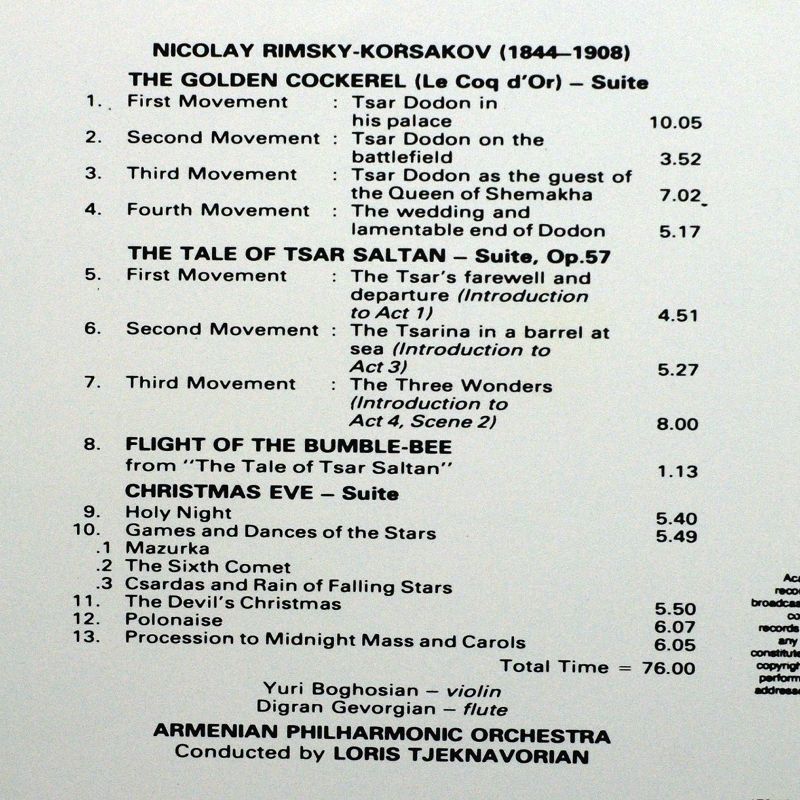 NICOLAY RIMSKY-KORSAKOV (1844–1908)
THE GOLDEN COCKEREL (Le Coq d'Or) – Suite
1. First Movement : Tsar Dodon in
his palace 10.05
2. Second Movement : Tsar Dodon on the
battlefield 3.52
3. Third Movement : Tsar Dodon as the guest of
the Queen of Shemakha 7.02
4. Fourth Movement : The wedding and
lamentable end of Dodon 5.17
THE TALE OF TSAR SALTAN – Suite, Op.57
5. First Movement : The Tsar's farewell and
departure (Introduction
to Act 1) 4.51
6. Second Movement : The Tsarina in a barrel at
sea (Introduction to
Act 3) 5.27
7. Third Movement : The Three Wonders
(Introduction to
Act 4, Scene 2) 8.00
8. FLIGHT OF THE BUMBLE-BEE
from "The Tale of Tsar Saltan" 1.13
CHRISTMAS EVE – Suite
9. Holy Night 5.40
10. Games and Dances of the Stars 5.49
.1 Mazurka
.2 The Sixth Comet
.3 Csardas and Rain of Falling Stars
11. The Devil's Christmas 5.50
12. Polonaise 6.07
13. Procession to Midnight Mass and Carols 6.05
Total Time = 76.00
Yuri Boghosian – violin
Digran Gevorgian – flute
ARMENIAN PHILHARMONIC ORCHESTRA
Conducted by LORIS TJEKNAVORIAN
records
any